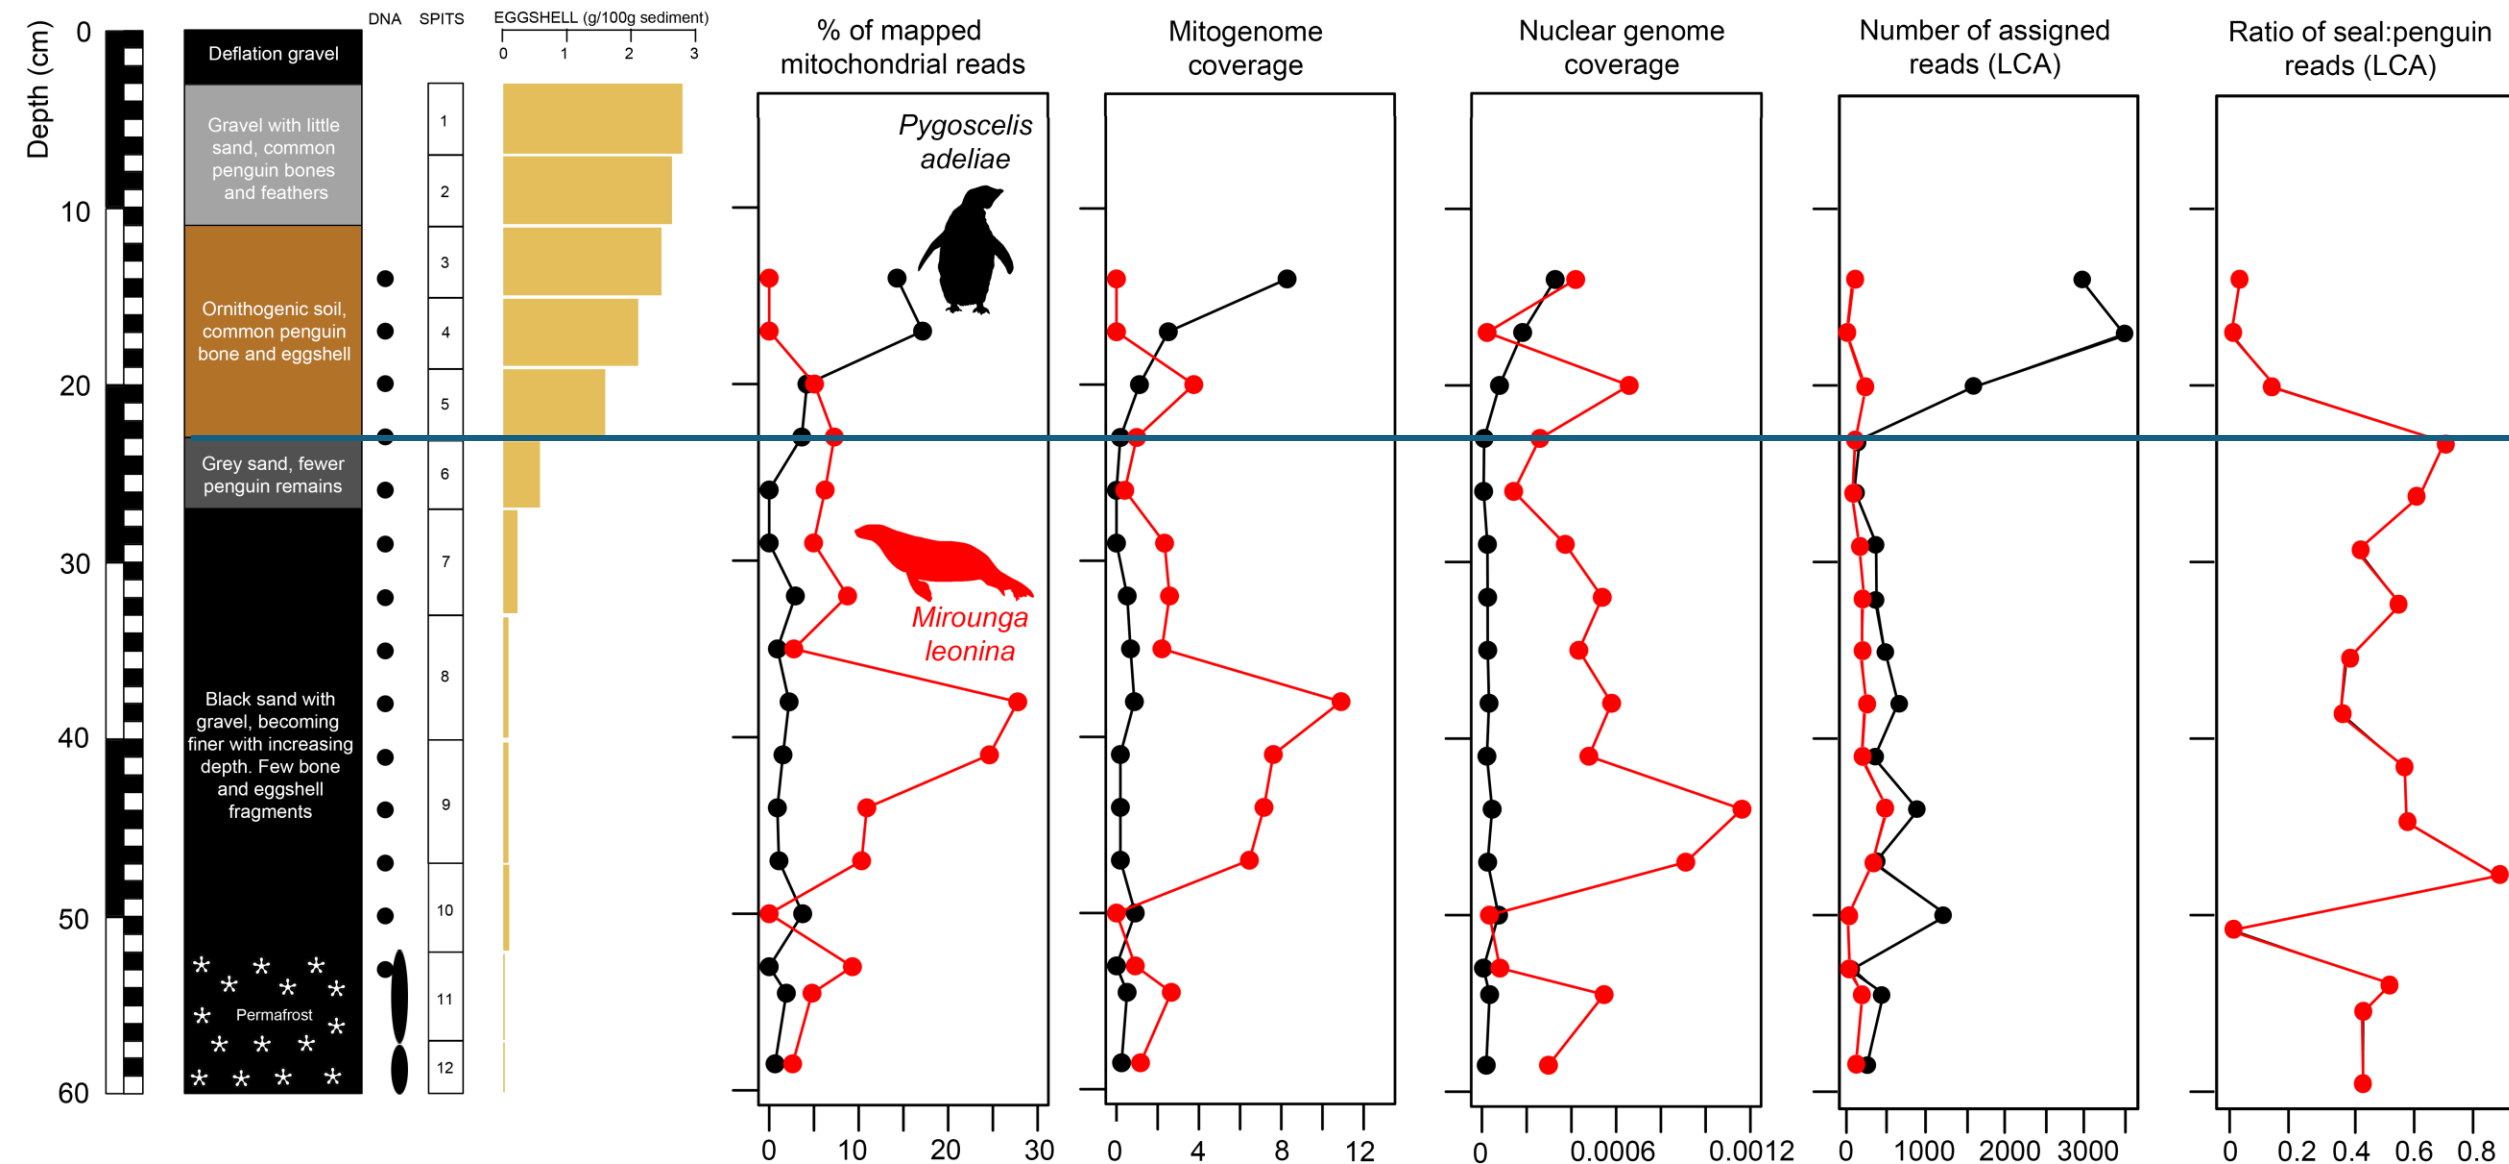 DNA SPITS EGGSHELL (g/100g sediment)
0 1 2 3
% of mapped
mitochondrial reads
Mitogenome
coverage
Nuclear genome
coverage
Number of assigned
reads (LCA)
Ratio of seal:penguin
reads (LCA)
Depth (cm)
0
10
20
30
40
50
60
Deflation gravel
Gravel with little
sand, common
penguin bones
and feathers
Ornithogenic soil,
common penguin
bone and eggshell
Grey sand, fewer
penguin remains
Black sand with
gravel, becoming
finer with increasing
depth. Few bone
and eggshell
fragments
Permafrost
1
2
3
4
5
6
7
8
9
10
11
12
Pygoscelis
adeliae
Mirounga
leonina
0 10 20 30
0 4 8 12
0 0.0006 0.0012
0 1000 2000 3000
0 0.2 0.4 0.6 0.8